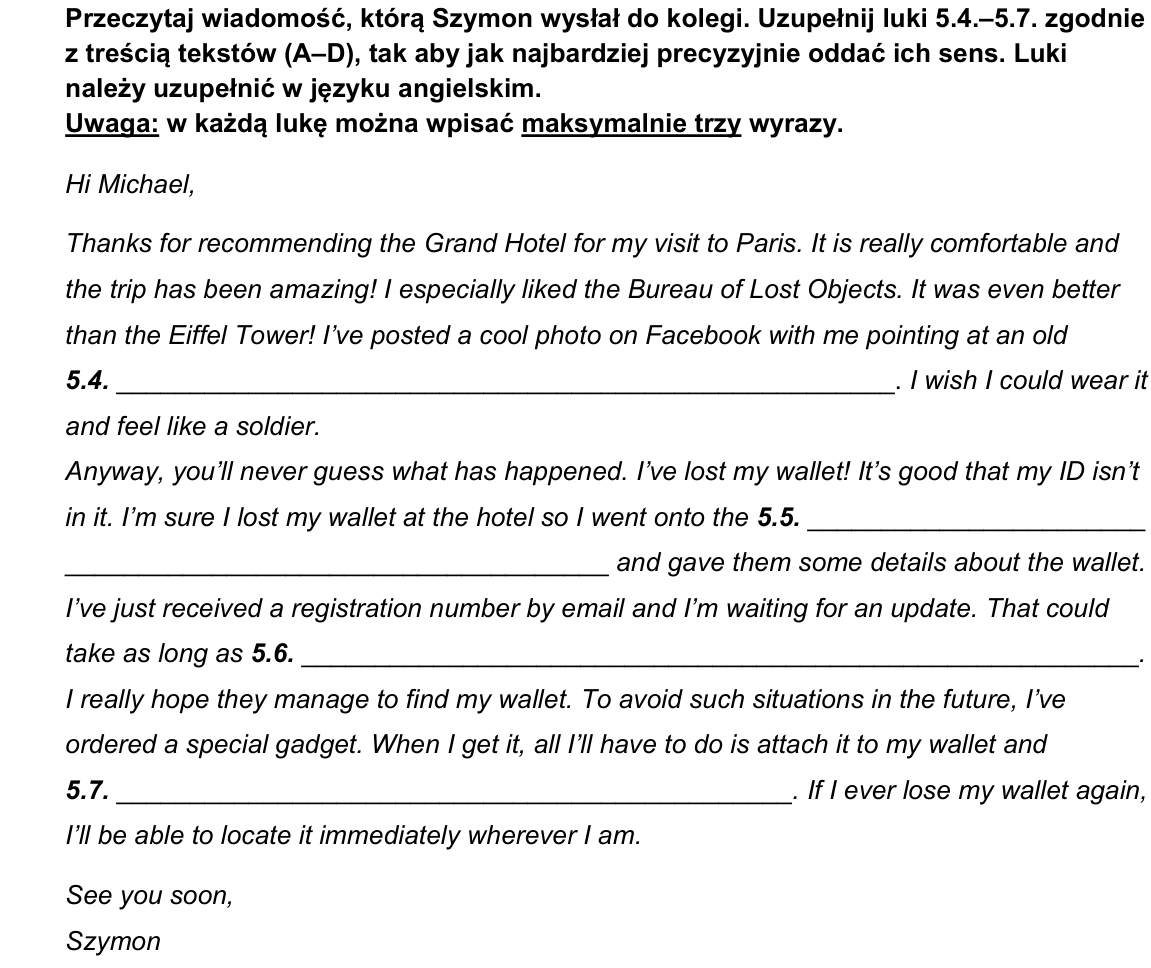 Przeczytaj wiadomość, którą Szymon wysłał do kolegi. Uzupełnij luki 5.4.–5.7. zgodnie
z treścią tekstów (A–D), tak aby jak najbardziej precyzyjnie oddać ich sens. Luki
należy uzupełnić w języku angielskim.
Uwaga: w każdą lukę można wpisać maksymalnie trzy wyrazy.
Hi Michael,
Thanks for recommending the Grand Hotel for my visit to Paris. It is really comfortable and
the trip has been amazing! I especially liked the Bureau of Lost Objects. It was even better
than the Eiffel Tower! I’ve posted a cool photo on Facebook with me pointing at an old
5.4. ______________________________________________________. I wish I could wear it
and feel like a soldier.
Anyway, you’ll never guess what has happened. I’ve lost my wallet! It’s good that my ID isn’t
in it. I’m sure I lost my wallet at the hotel so I went onto the 5.5. ________________________
______________________________________ and gave them some details about the wallet.
I’ve just received a registration number by email and I’m waiting for an update. That could
take as long as 5.6. __________________________________________________________.
I really hope they manage to find my wallet. To avoid such situations in the future, I’ve
ordered a special gadget. When I get it, all I’ll have to do is attach it to my wallet and
5.7. _______________________________________________. If I ever lose my wallet again,
I’ll be able to locate it immediately wherever I am.
See you soon,
Szymon